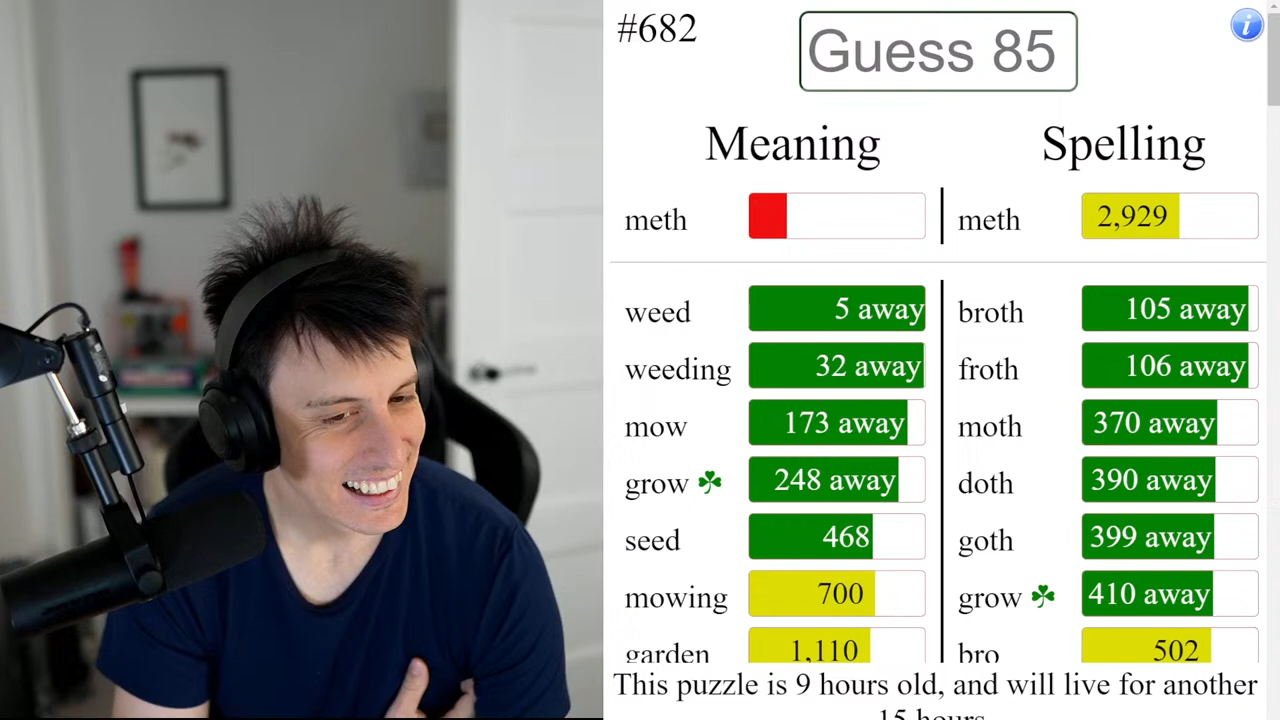 #682
Guess 85
i
Meaning Spelling
meth meth 2,929
weed 5 away broth 105 away
weeding 32 away froth 106 away
mow 173 away moth 370 away
grow ☘ 248 away doth 390 away
seed 468 goth 399 away
mowing 700 grow ☘ 410 away
garden 1,110 bro 502
This puzzle is 9 hours old, and will live for another
15 hours